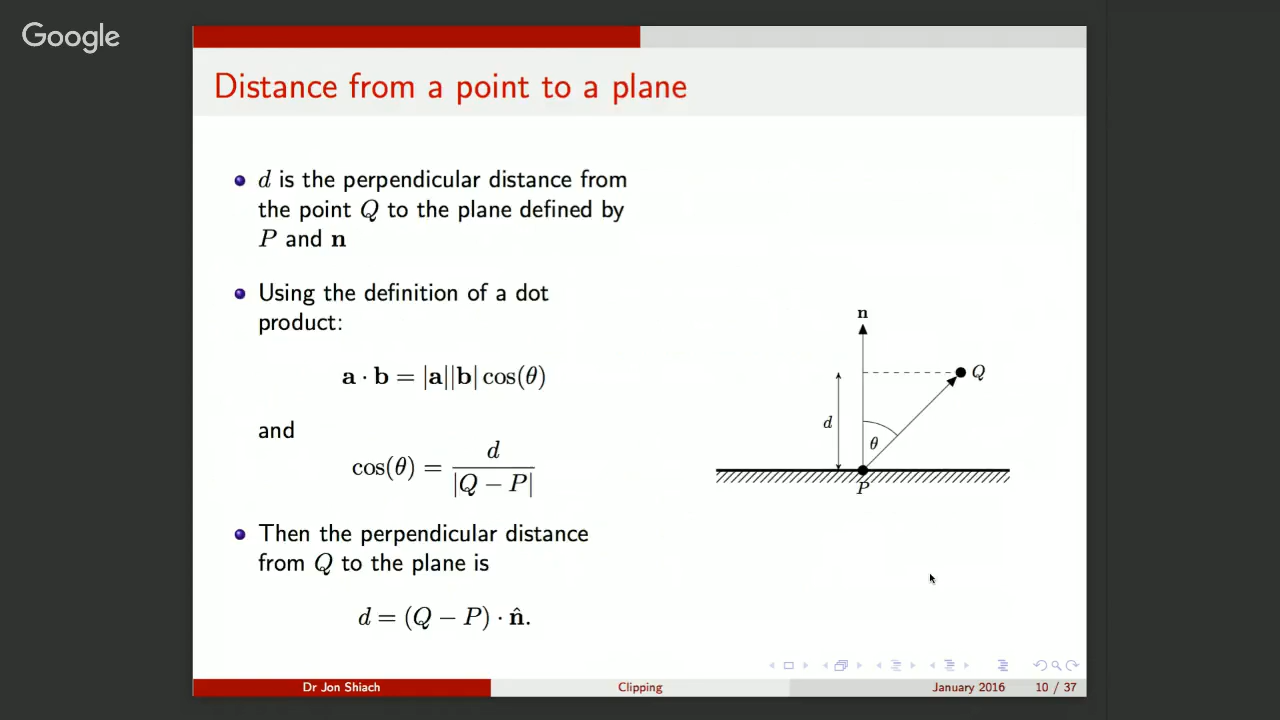 Google
Distance from a point to a plane
d is the perpendicular distance from
the point Q to the plane defined by
P and n
Using the definition of a dot
product:
a · b = |a||b| cos(θ)
and
cos(θ) = d / |Q − P|
Then the perpendicular distance
from Q to the plane is
d = (Q − P) · n̂.
n
Q
d
θ
P
Dr Jon Shiach
Clipping
January 2016
10 / 37